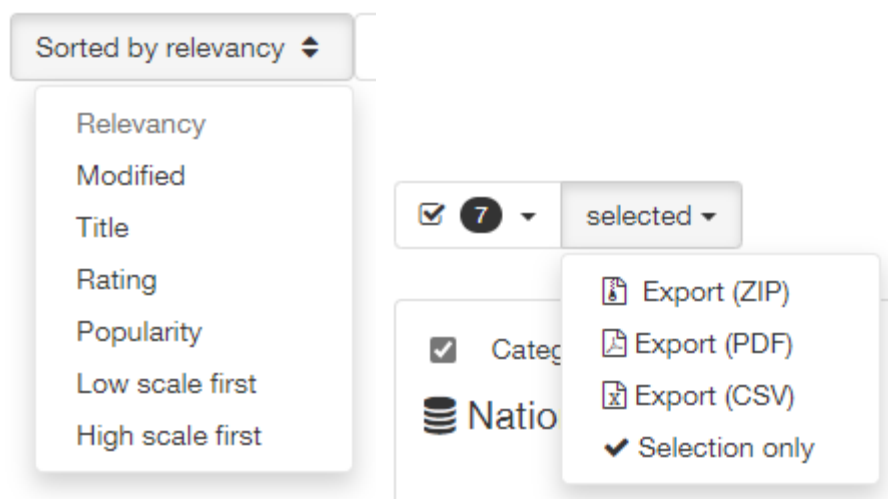 Sorted by relevancy
Relevancy
Modified
Title
Rating
Popularity
Low scale first
High scale first
7
selected
Export (ZIP)
Export (PDF)
Export (CSV)
Selection only
Categ
Natio